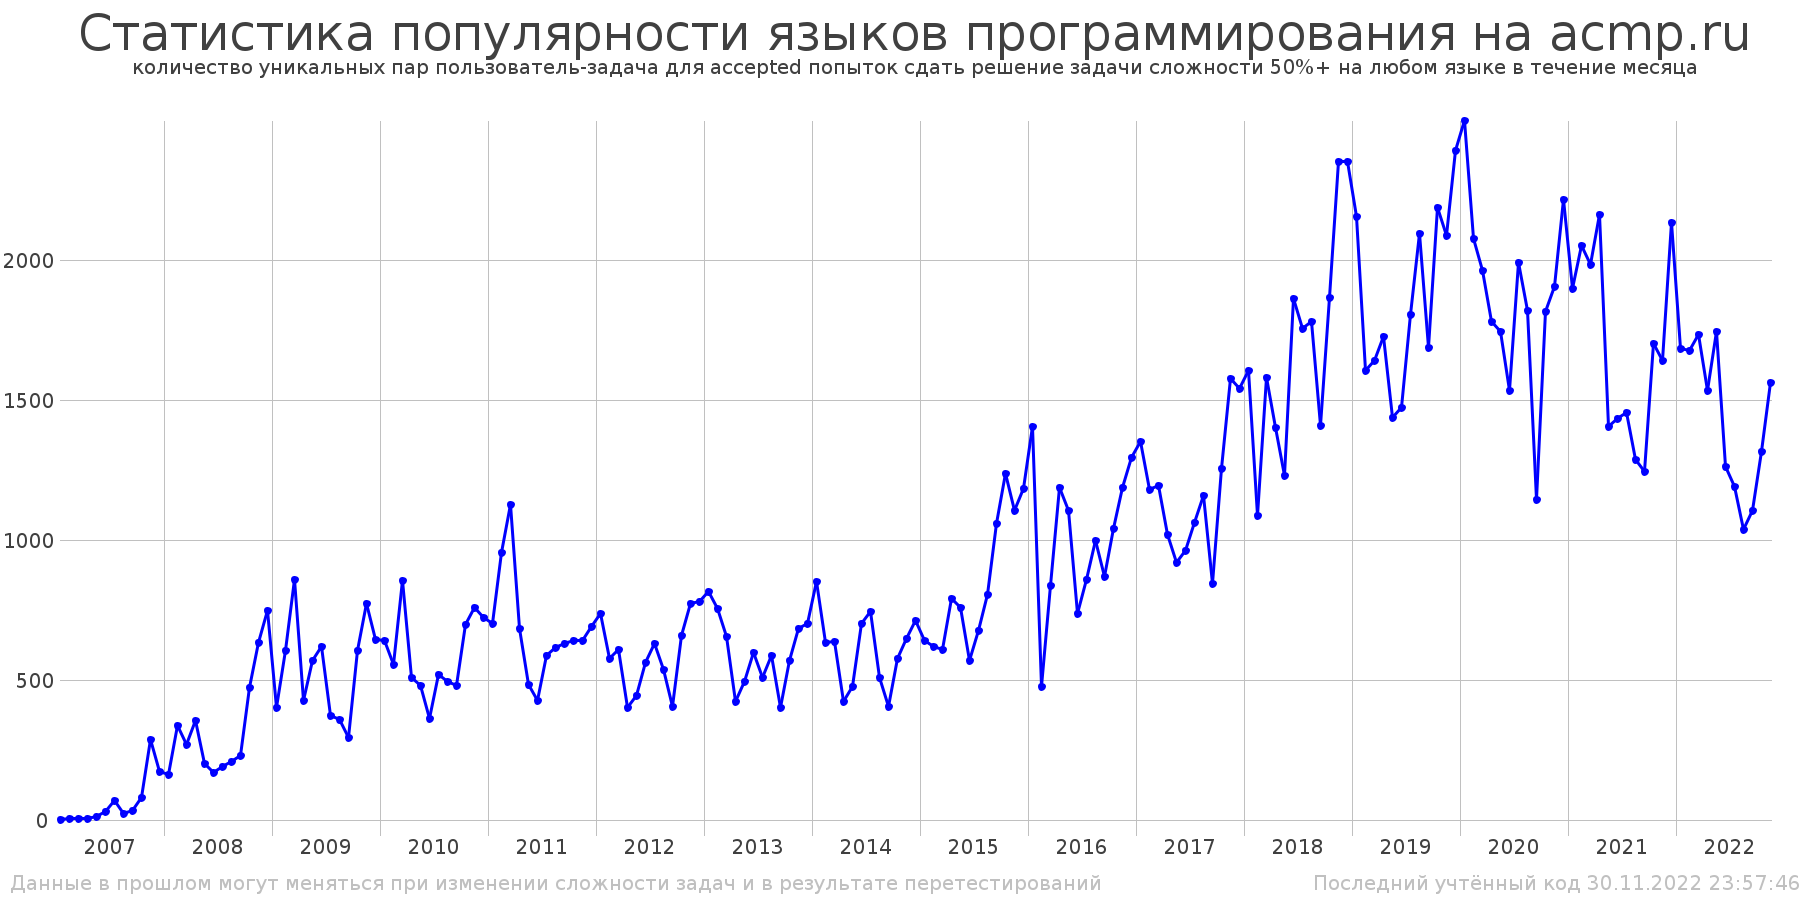 Статистика популярности языков программирования на acmp.ru
количество уникальных пар пользователь-задача для accepted попыток сдать решение задачи сложности 50%+ на любом языке в течение месяца
2000
1500
1000
500
0
2007 2008 2009 2010 2011 2012 2013 2014 2015 2016 2017 2018 2019 2020 2021 2022
Данные в прошлом могут меняться при изменении сложности задач и в результате перетестирований
Последний учтённый код 30.11.2022 23:57:46